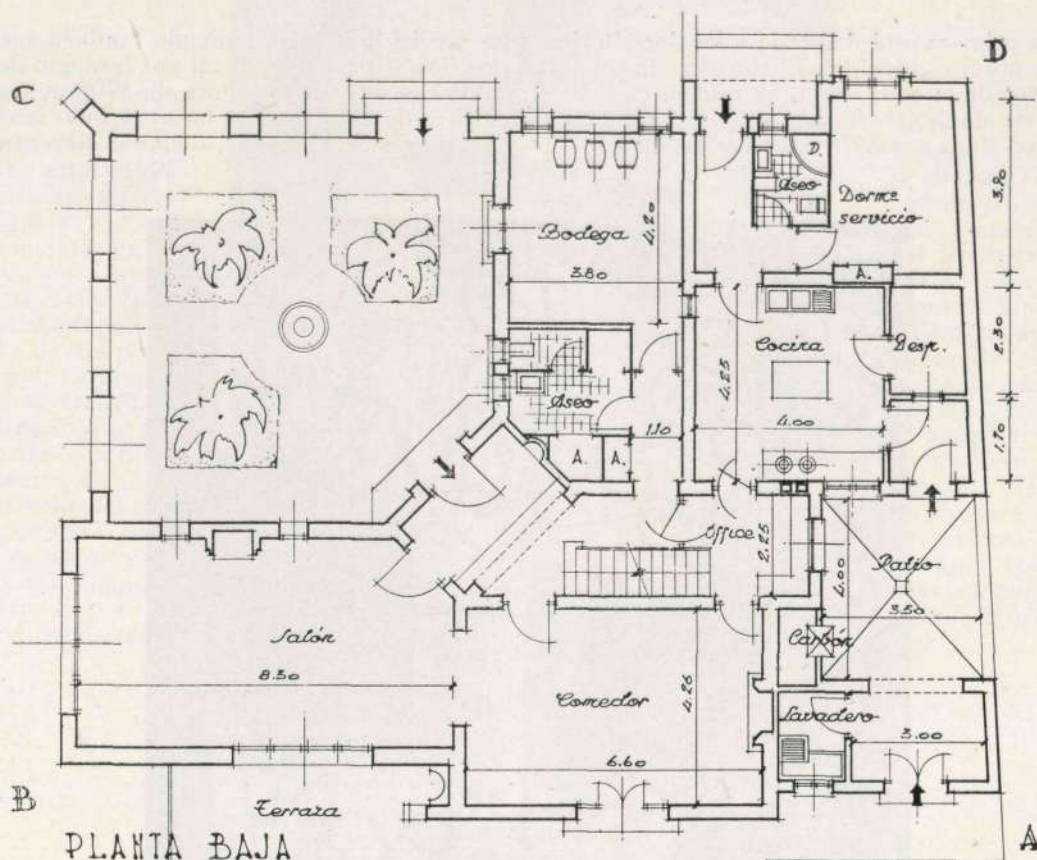 C
D
D.
Aseo
Dormº
servicio
3.90
Bodega
4.20
3.80
A.
Cocina
Desp.
2.30
4.25
Aseo
1.10
4.00
1.70
A.
A.
Office
2.25
Patio
4.00
3.50
Salón
Carbón
8.50
Comedor
4.26
Lavadero
3.00
6.60
B
Terraza
A
PLANTA BAJA